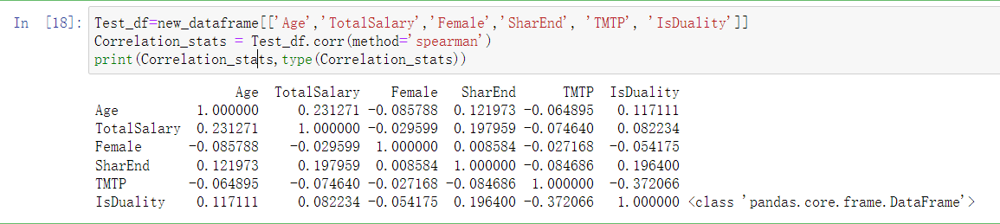 In [18]: Test_df=new_dataframe[['Age','TotalSalary','Female','SharEnd', 'TMTP', 'IsDuality']]
Correlation_stats = Test_df.corr(method='spearman')
print(Correlation_stats,type(Correlation_stats))
Age TotalSalary Female SharEnd TMTP IsDuality
Age 1.000000 0.231271 -0.085788 0.121973 -0.064895 0.117111
TotalSalary 0.231271 1.000000 -0.029599 0.197959 -0.074640 0.082234
Female -0.085788 -0.029599 1.000000 0.008584 -0.027168 -0.054175
SharEnd 0.121973 0.197959 0.008584 1.000000 -0.084686 0.196400
TMTP -0.064895 -0.074640 -0.027168 -0.084686 1.000000 -0.372066
IsDuality 0.117111 0.082234 -0.054175 0.196400 -0.372066 1.000000 <class 'pandas.core.frame.DataFrame'>